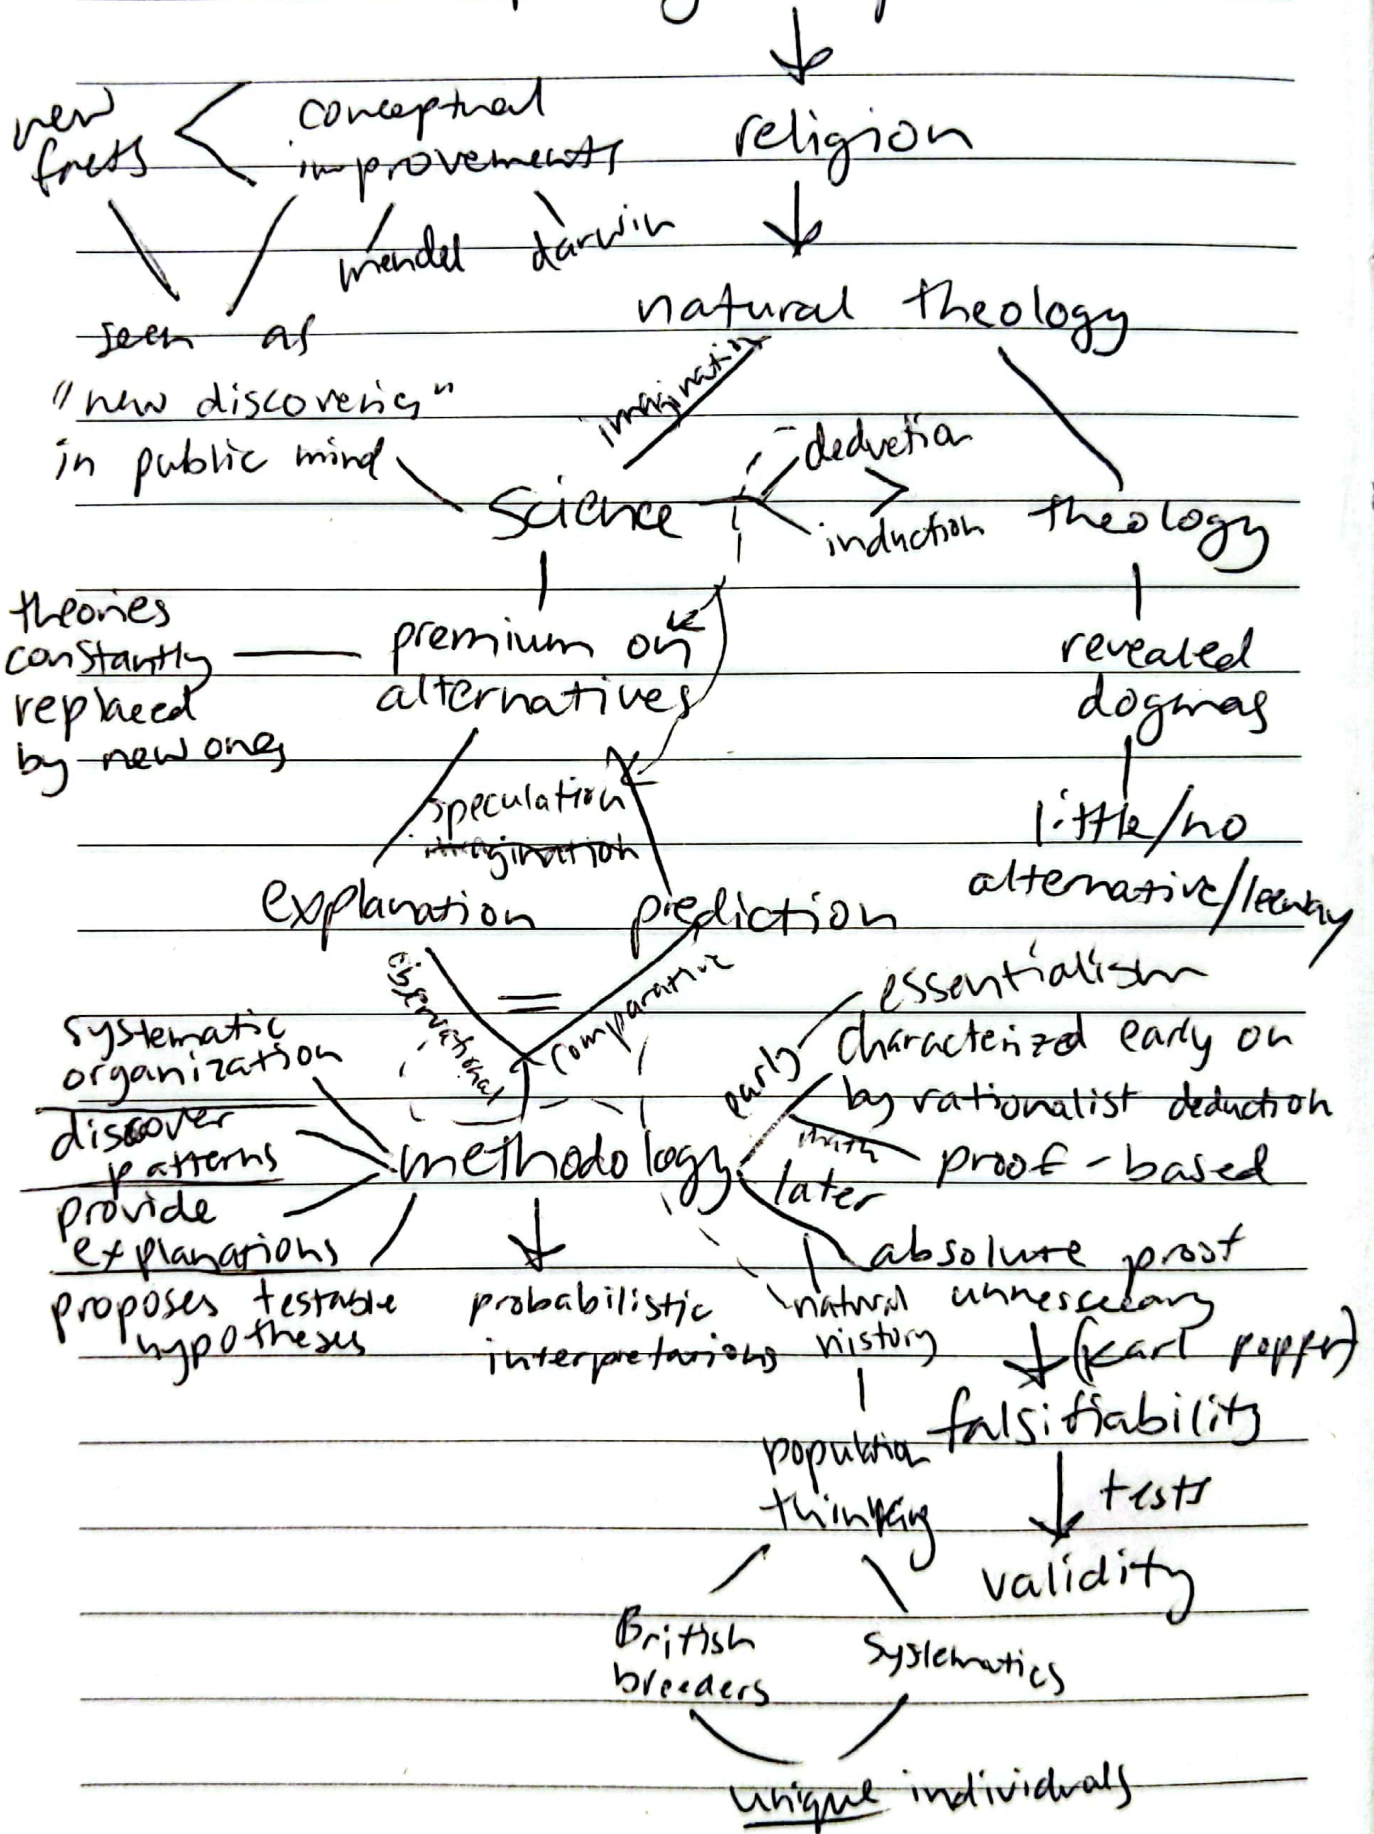 religion
new
facts
conceptual
improvements
mendel darwin
natural theology
seen as
"new discoveries"
in public mind
imagination
science
deduction
induction
theology
theories
constantly
replaced
by new ones
premium on
alternatives
revealed
dogmas
little/no
alternative/leeway
speculation
imagination
explanation prediction
observational
=
comparative
essentialism
early
characterized early on
by rationalist deduction
math
proof-based
systematic
organization
discover
patterns
provide
explanations
proposes testable
hypotheses
methodology
probabilistic
interpretations
later
absolute proof
unnessecary
natural
history
(Karl popper)
falsifiability
population
thinking
tests
validity
British
breeders
systematics
unique individuals